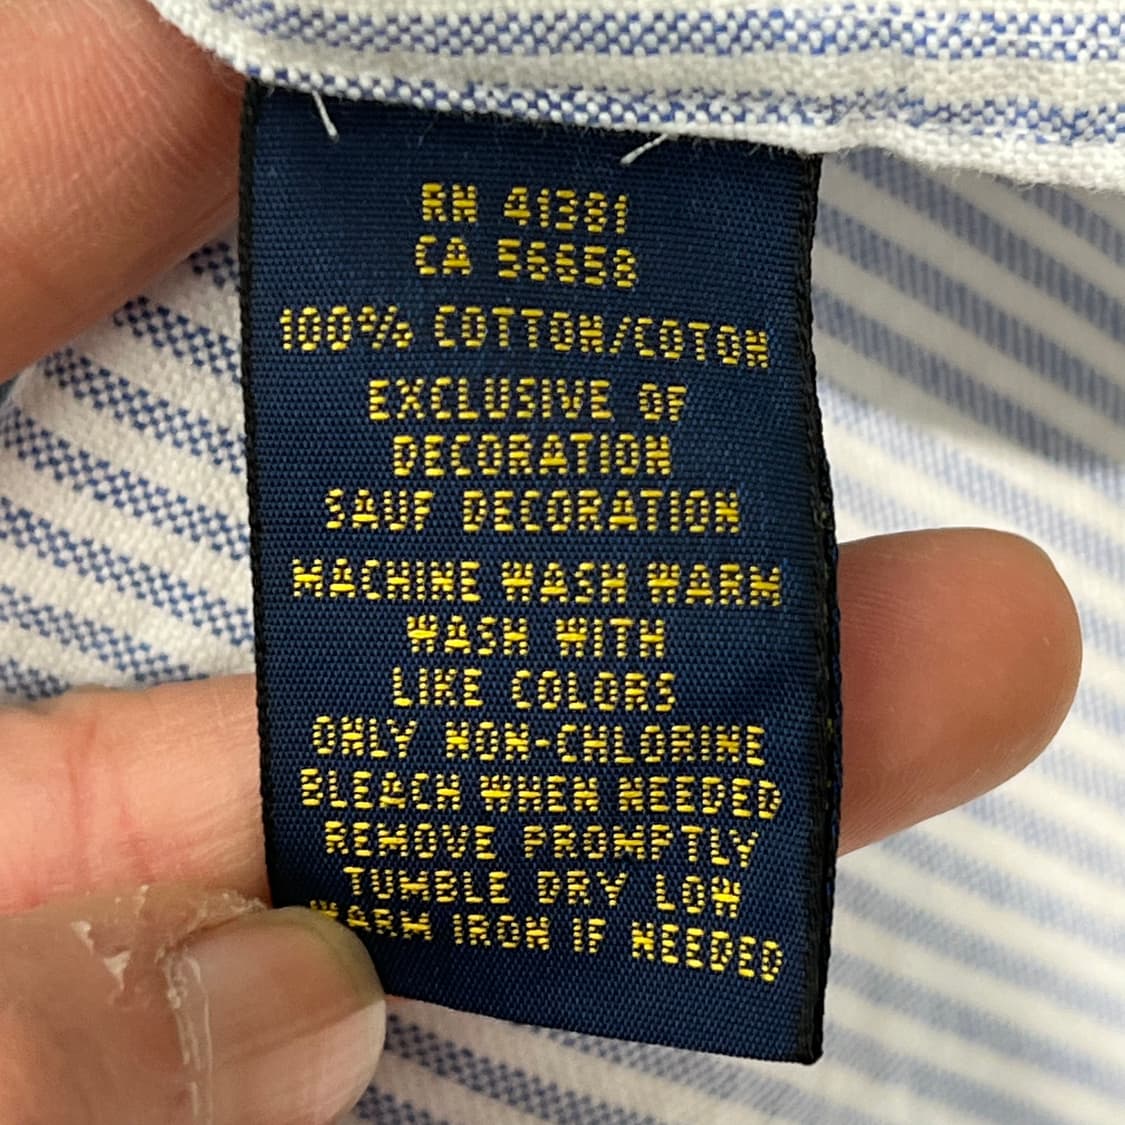 RN 41381
CA 56658
100% COTTON/COTON
EXCLUSIVE OF
DECORATION
SAUF DECORATION
MACHINE WASH WARM
WASH WITH
LIKE COLORS
ONLY NON-CHLORINE
BLEACH WHEN NEEDED
REMOVE PROMPTLY
TUMBLE DRY LOW
WARM IRON IF NEEDED